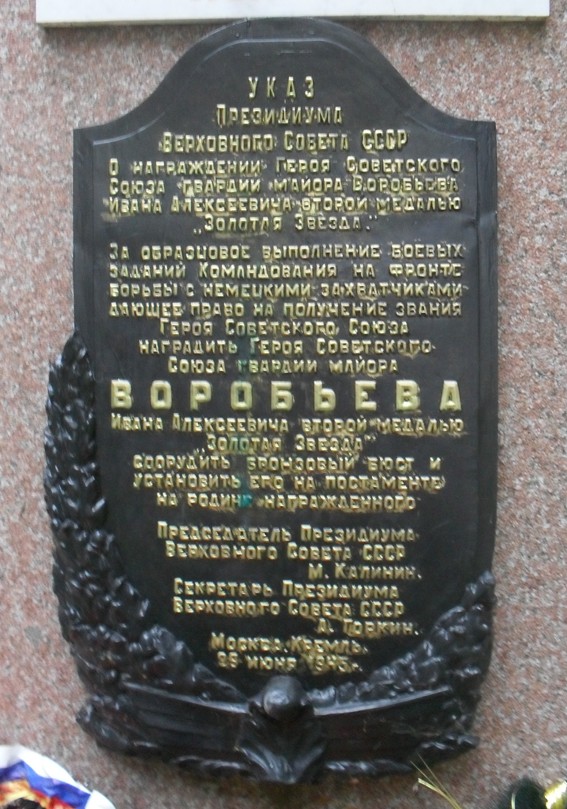 УКАЗ
ПРЕЗИДИУМА
ВЕРХОВНОГО СОВЕТА СССР
О НАГРАЖДЕНИИ ГЕРОЯ СОВЕТСКОГО
СОЮЗА ГВАРДИИ МАЙОРА ВОРОБЬЕВА
ИВАНА АЛЕКСЕЕВИЧА ВТОРОЙ МЕДАЛЬЮ
„ЗОЛОТАЯ ЗВЕЗДА."
ЗА ОБРАЗЦОВОЕ ВЫПОЛНЕНИЕ БОЕВЫХ
ЗАДАНИЙ КОМАНДОВАНИЯ НА ФРОНТЕ
БОРЬБЫ С НЕМЕЦКИМИ ЗАХВАТЧИКАМИ
ДАЮЩЕЕ ПРАВО НА ПОЛУЧЕНИЕ ЗВАНИЯ
ГЕРОЯ СОВЕТСКОГО СОЮЗА
НАГРАДИТЬ ГЕРОЯ СОВЕТСКОГО
СОЮЗА ГВАРДИИ МАЙОРА
ВОРОБЬЕВА
ИВАНА АЛЕКСЕЕВИЧА ВТОРОЙ МЕДАЛЬЮ
„ЗОЛОТАЯ ЗВЕЗДА"
СООРУДИТЬ БРОНЗОВЫЙ БЮСТ И
УСТАНОВИТЬ ЕГО НА ПОСТАМЕНТЕ
НА РОДИНЕ НАГРАЖДЕННОГО
ПРЕДСЕДАТЕЛЬ ПРЕЗИДИУМА
ВЕРХОВНОГО СОВЕТА СССР
М. КАЛИНИН.
СЕКРЕТАРЬ ПРЕЗИДИУМА
ВЕРХОВНОГО СОВЕТА СССР
А. ГОРКИН.
МОСКВА. КРЕМЛЬ.
29 ИЮНЯ 1945 Г.